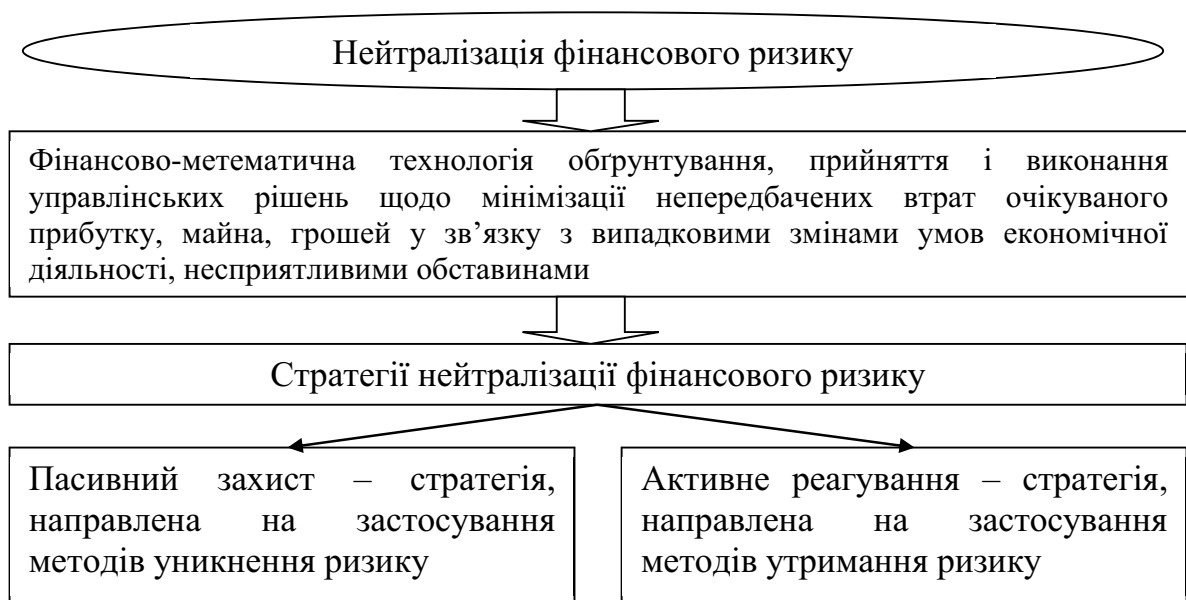 Нейтралізація фінансового ризику
Фінансово-метематична технологія обґрунтування, прийняття і виконання
управлінських рішень щодо мінімізації непередбачених втрат очікуваного
прибутку, майна, грошей у зв’язку з випадковими змінами умов економічної
діяльності, несприятливими обставинами
Стратегії нейтралізації фінансового ризику
Пасивний захист – стратегія,
направлена на застосування
методів уникнення ризику
Активне реагування – стратегія,
направлена на застосування
методів утримання ризику